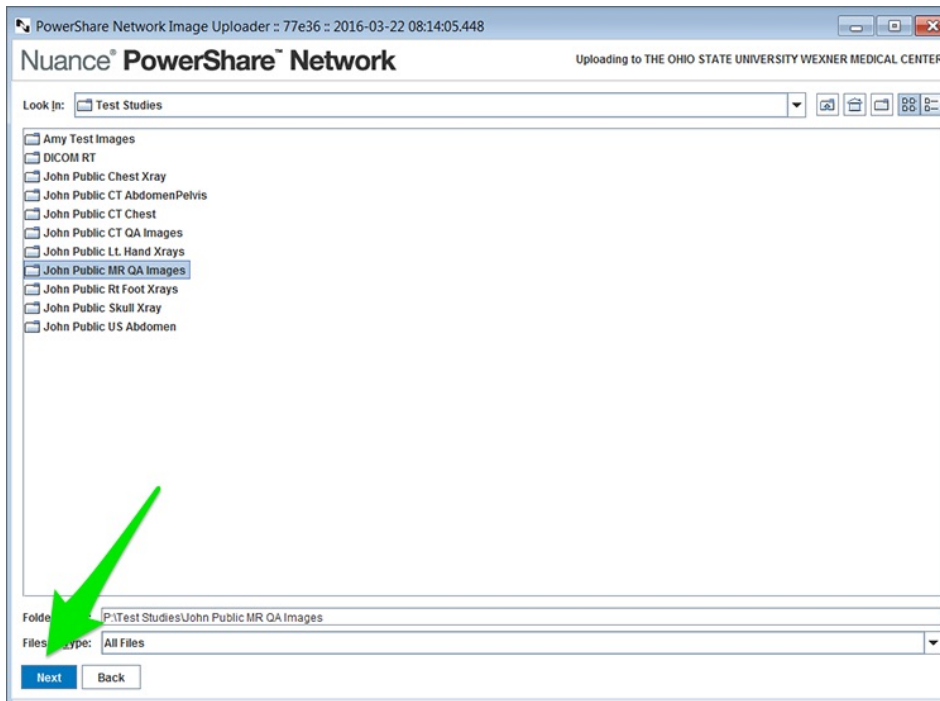 PowerShare Network Image Uploader :: 77e36 :: 2016-03-22 08:14:05.448
Nuance® PowerShare™ Network
Uploading to THE OHIO STATE UNIVERSITY WEXNER MEDICAL CENTER
Look In: Test Studies
Amy Test Images
DICOM RT
John Public Chest Xray
John Public CT AbdomenPelvis
John Public CT Chest
John Public CT QA Images
John Public Lt. Hand Xrays
John Public MR QA Images
John Public Rt Foot Xrays
John Public Skull Xray
John Public US Abdomen
P:\Test Studies\John Public MR QA Images
Files Type: All Files
Next Back